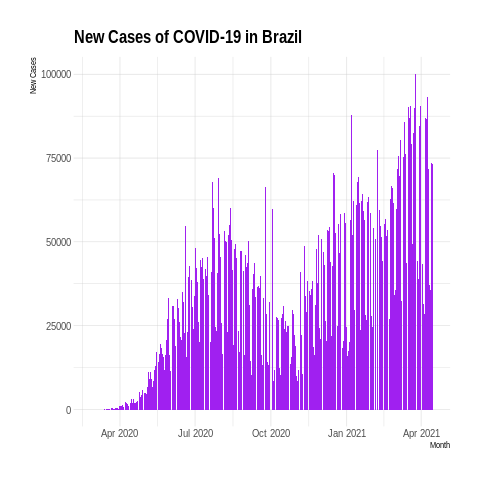 New Cases of COVID-19 in Brazil
New Cases
100000
75000
50000
25000
0
Apr 2020 Jul 2020 Oct 2020 Jan 2021 Apr 2021
Month